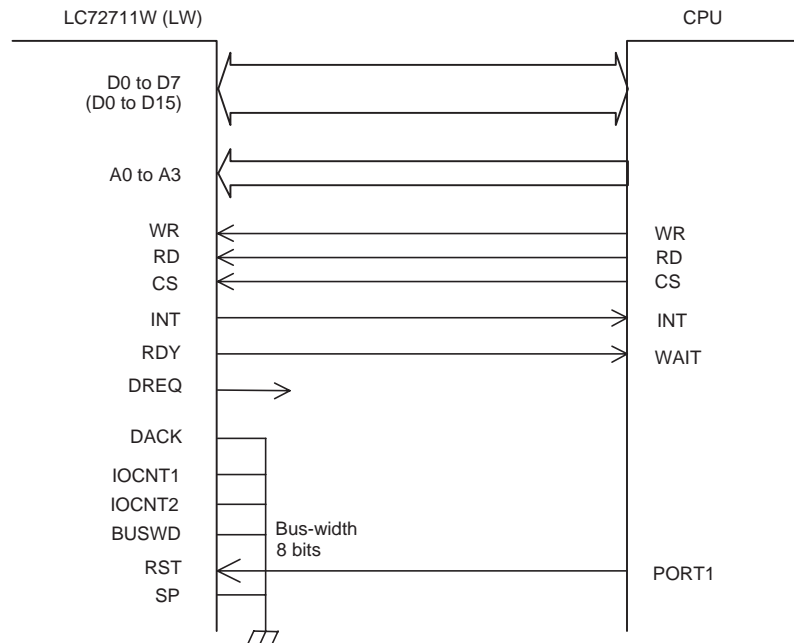 LC72711W (LW)
CPU
D0 to D7
(D0 to D15)
A0 to A3
WR
WR
RD
RD
CS
CS
INT
INT
RDY
WAIT
DREQ
DACK
IOCNT1
IOCNT2
BUSWD
Bus-width
8 bits
RST
PORT1
SP